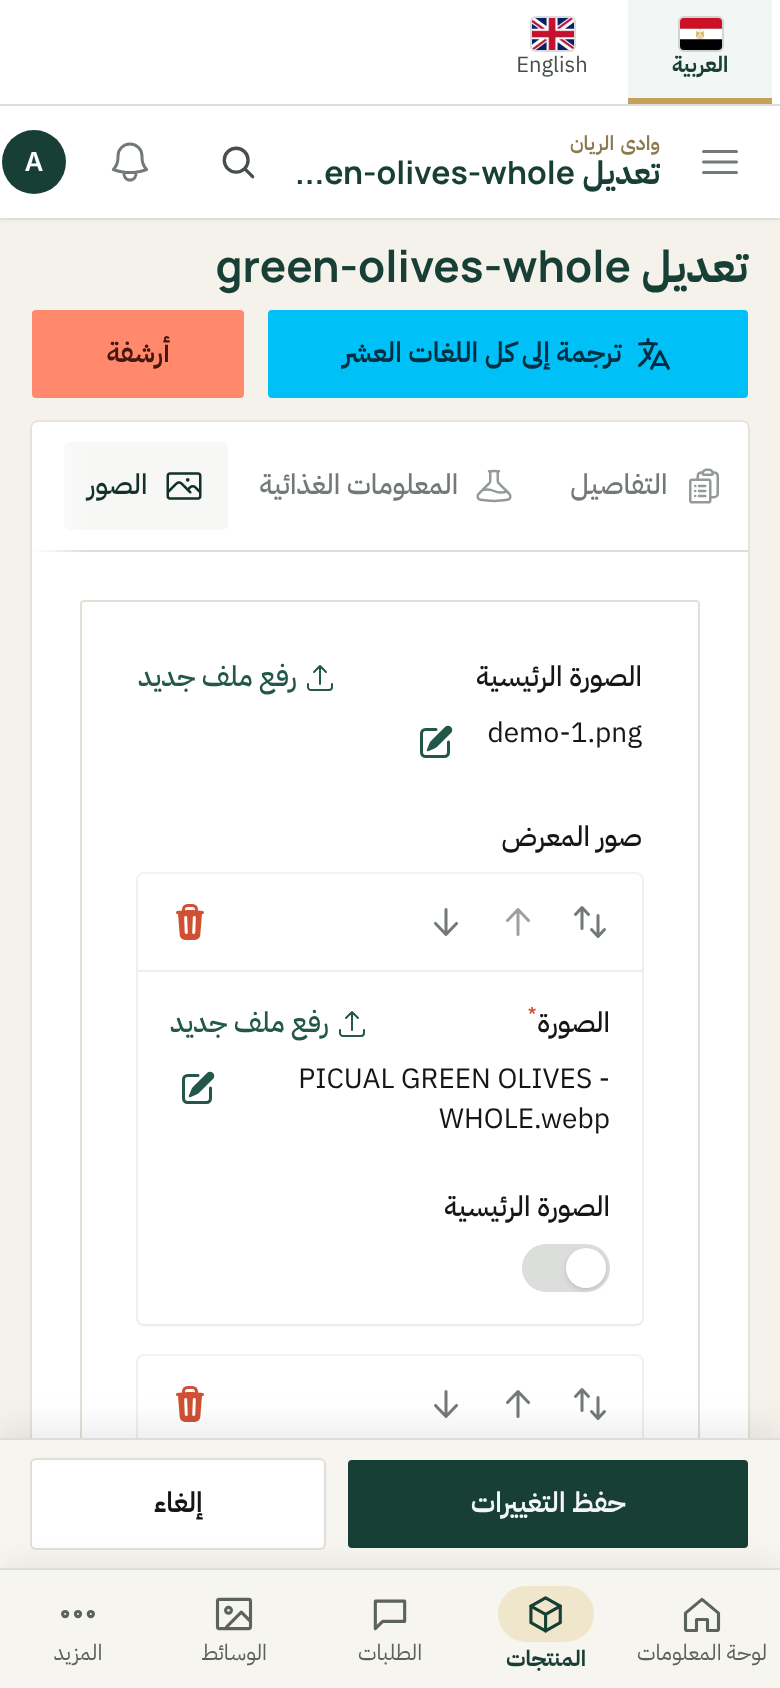 العربية
English
وادى الريان
تعديل en-olives-whole...
A
تعديل green-olives-whole
ترجمة إلى كل اللغات العشر
أرشفة
التفاصيل
المعلومات الغذائية
الصور
الصورة الرئيسية
رفع ملف جديد
demo-1.png
صور المعرض
الصورة*
رفع ملف جديد
PICUAL GREEN OLIVES -
WHOLE.webp
الصورة الرئيسية
حفظ التغييرات
إلغاء
لوحة المعلومات
المنتجات
الطلبات
الوسائط
المزيد